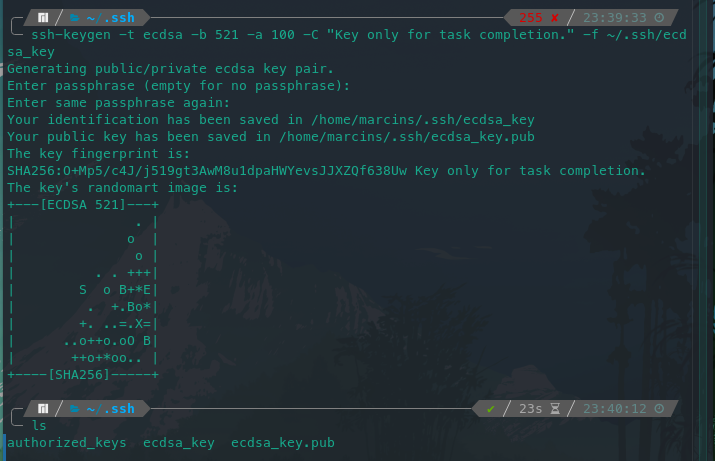 ~/.ssh 255 ✘ 23:39:33
ssh-keygen -t ecdsa -b 521 -a 100 -C "Key only for task completion." -f ~/.ssh/ecd
sa_key
Generating public/private ecdsa key pair.
Enter passphrase (empty for no passphrase):
Enter same passphrase again:
Your identification has been saved in /home/marcins/.ssh/ecdsa_key
Your public key has been saved in /home/marcins/.ssh/ecdsa_key.pub
The key fingerprint is:
SHA256:O+Mp5/c4J/j519gt3AwM8u1dpaHWYevsJJXZQf638Uw Key only for task completion.
The key's randomart image is:
+---[ECDSA 521]---+
|               . |
|              o  |
|               o |
|          . . +++|
|        S  o B+*E|
|         .  +.Bo*|
|        +. ..=.X=|
|      ..o++o.oO B|
|       ++o+*oo.. |
+----[SHA256]-----+
~/.ssh ✔ 23s 23:40:12
ls
authorized_keys  ecdsa_key  ecdsa_key.pub